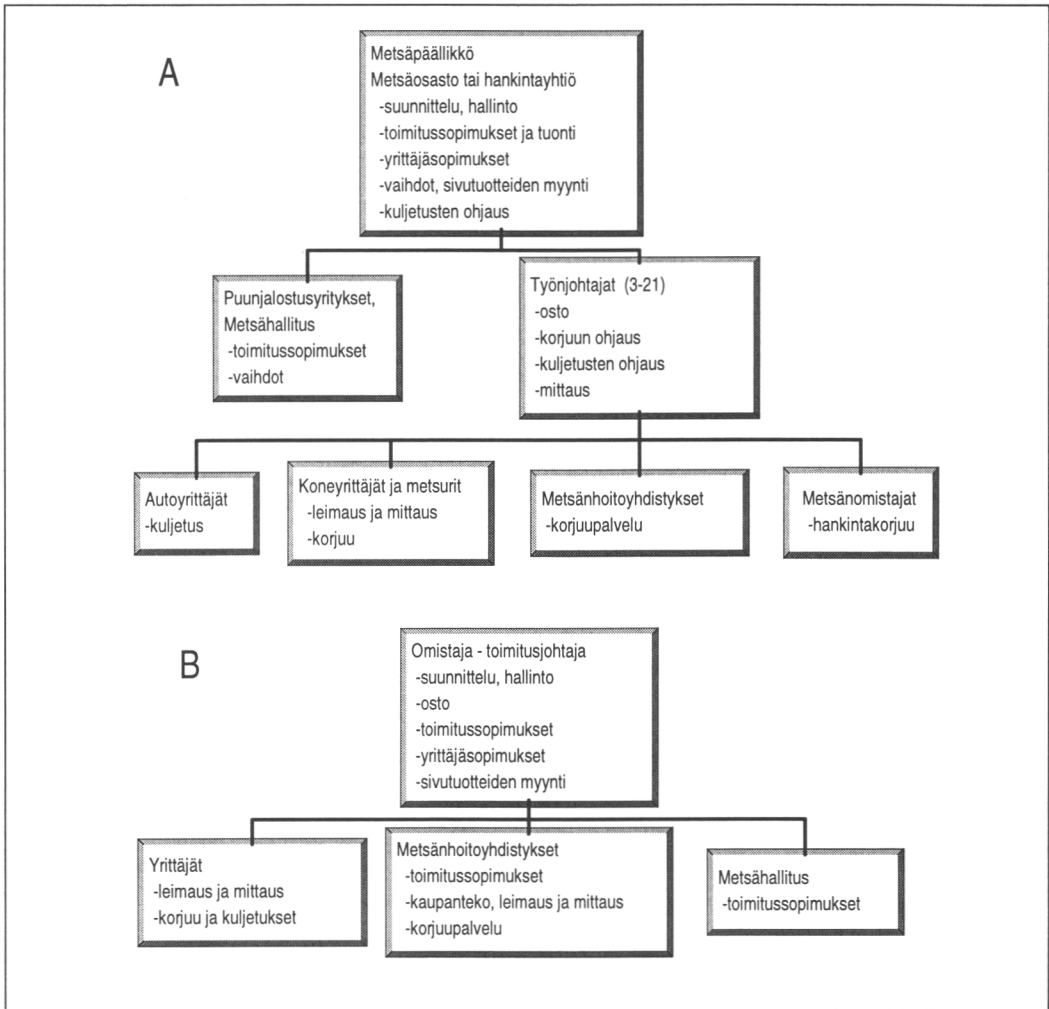 A
Metsäpäällikkö
Metsäosasto tai hankintayhtiö
-suunnittelu, hallinto
-toimitussopimukset ja tuonti
-yrittäjäsopimukset
-vaihdot, sivutuotteiden myynti
-kuljetusten ohjaus
Puunjalostusyritykset,
Metsähallitus
-toimitussopimukset
-vaihdot
Työnjohtajat (3-21)
-osto
-korjuun ohjaus
-kuljetusten ohjaus
-mittaus
Autoyrittäjät
-kuljetus
Koneyrittäjät ja metsurit
-leimaus ja mittaus
-korjuu
Metsänhoitoyhdistykset
-korjuupalvelu
Metsänomistajat
-hankintakorjuu
B
Omistaja - toimitusjohtaja
-suunnittelu, hallinto
-osto
-toimitussopimukset
-yrittäjäsopimukset
-sivutuotteiden myynti
Yrittäjät
-leimaus ja mittaus
-korjuu ja kuljetukset
Metsänhoitoyhdistykset
-toimitussopimukset
-kaupanteko, leimaus ja mittaus
-korjuupalvelu
Metsähallitus
-toimitussopimukset